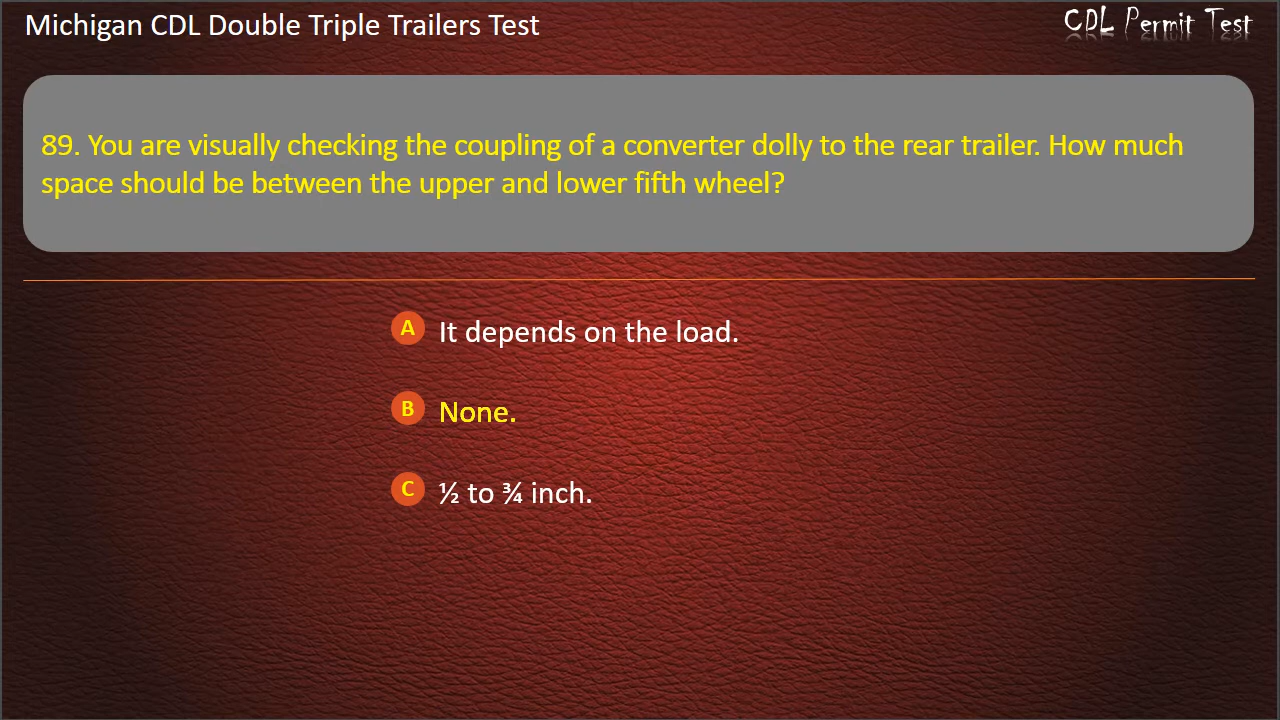 Michigan CDL Double Triple Trailers Test
CDL Permit Test
89. You are visually checking the coupling of a converter dolly to the rear trailer. How much
space should be between the upper and lower fifth wheel?
A It depends on the load.
B None.
C ½ to ¾ inch.